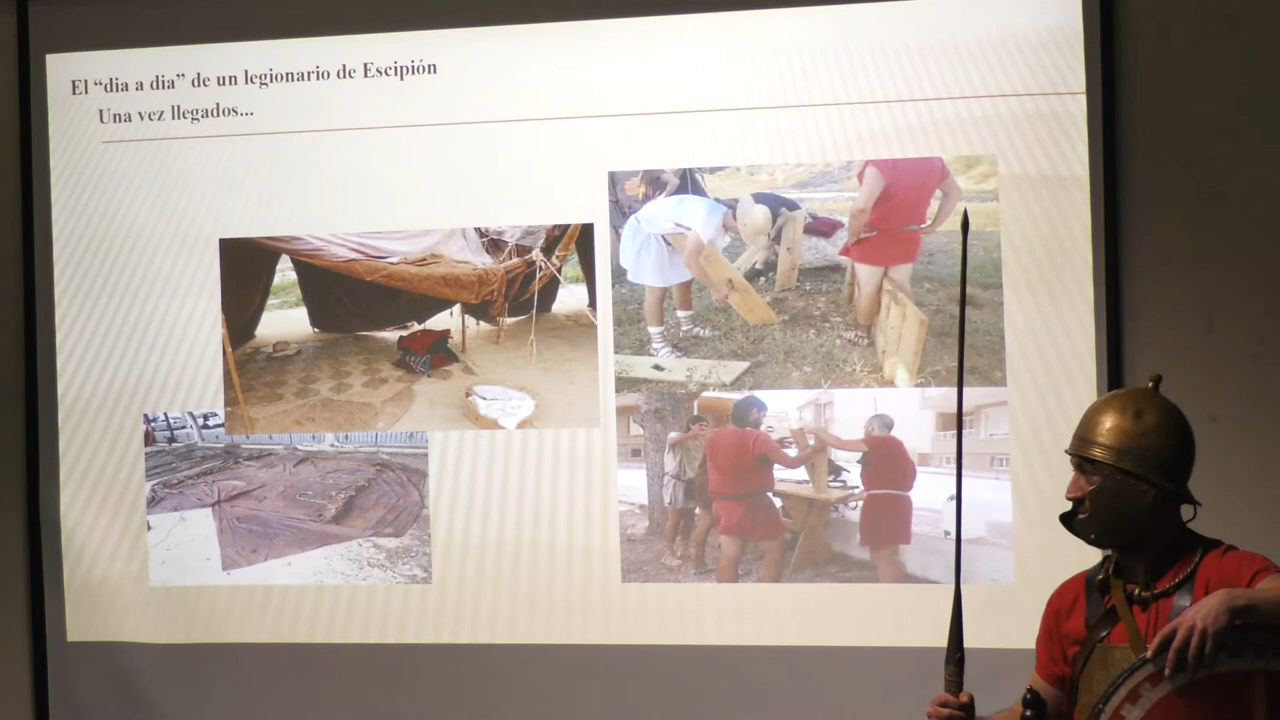 El “dia a dia” de un legionario de Escipión
Una vez llegados...